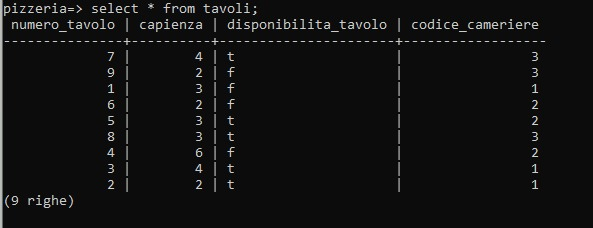 pizzeria=> select * from tavoli;
 numero_tavolo | capienza | disponibilita_tavolo | codice_cameriere
---------------+----------+----------------------+------------------
             7 |        4 | t                    |                3
             9 |        2 | f                    |                3
             1 |        3 | f                    |                1
             6 |        2 | f                    |                2
             5 |        3 | t                    |                2
             8 |        3 | t                    |                3
             4 |        6 | f                    |                2
             3 |        4 | t                    |                1
             2 |        2 | t                    |                1
(9 righe)